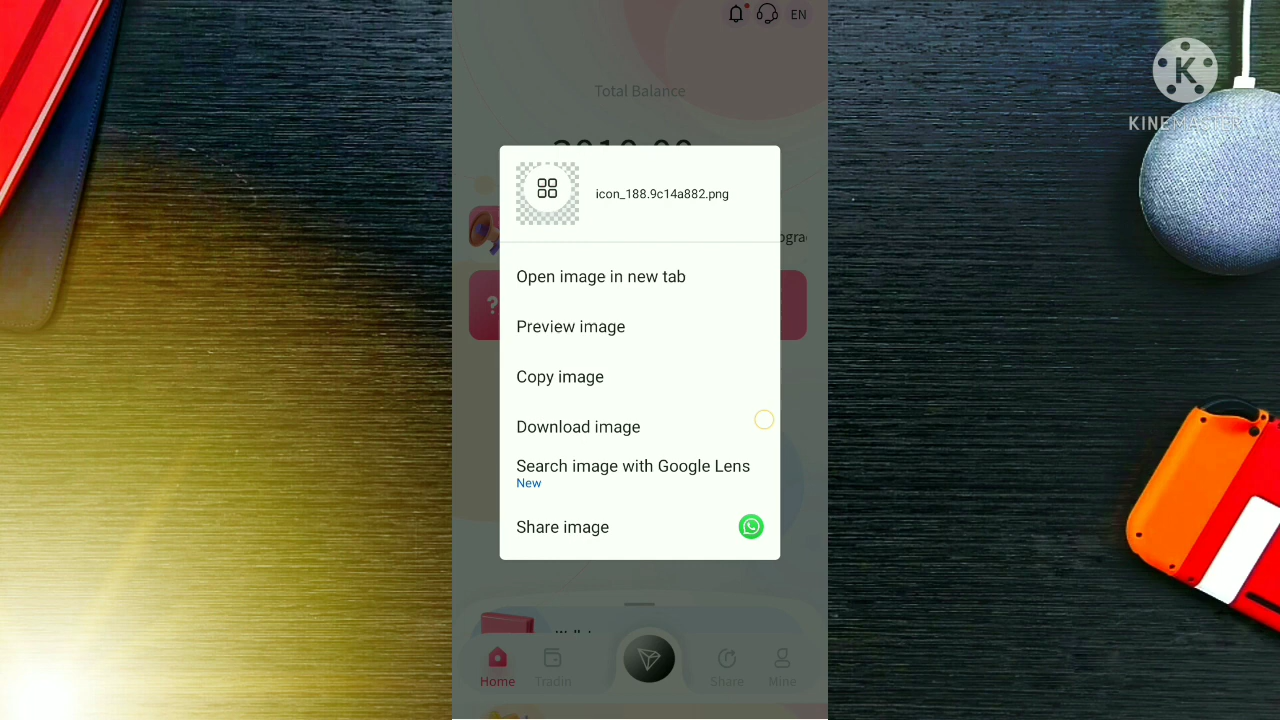 EN
Total Balance
icon_188.9c14a882.png
Open image in new tab
Preview image
Copy image
Download image
Search image with Google Lens
New
Share image
Home
Tradin
Share
Mine
K
KINEMASTER